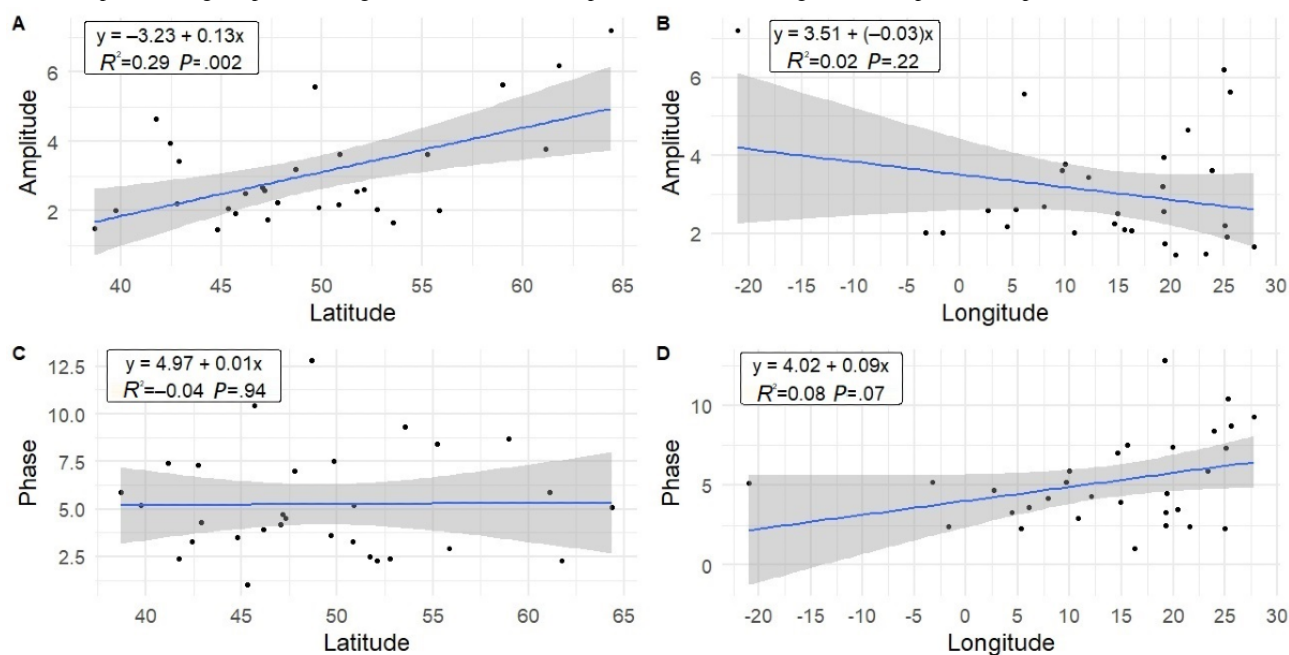 A
y = –3.23 + 0.13x
R²=0.29 P=.002
Amplitude
6
4
2
40 45 50 55 60 65
Latitude
B
y = 3.51 + (–0.03)x
R²=0.02 P=.22
Amplitude
6
4
2
-20 -15 -10 -5 0 5 10 15 20 25 30
Longitude
C
y = 4.97 + 0.01x
R²=–0.04 P=.94
Phase
12.5
10.0
7.5
5.0
2.5
40 45 50 55 60 65
Latitude
D
y = 4.02 + 0.09x
R²=0.08 P=.07
Phase
10
5
0
-20 -15 -10 -5 0 5 10 15 20 25 30
Longitude